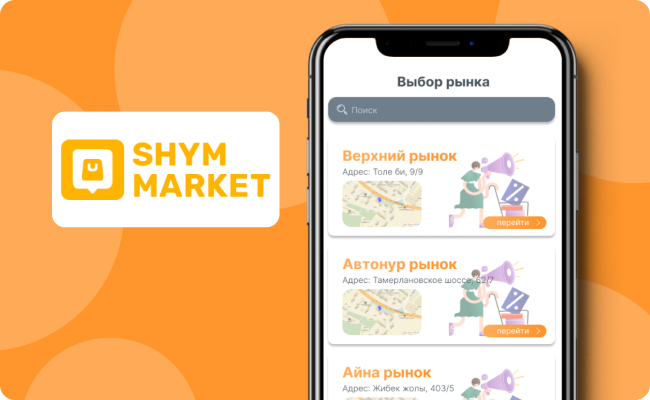 SHYM
MARKET
Выбор рынка
Поиск
Верхний рынок
Адрес: Толе би, 9/9
перейти
Автонур рынок
Адрес: Тамерлановское шоссе, 62/7
перейти
Айна рынок
Адрес: Жибек жолы, 403/5